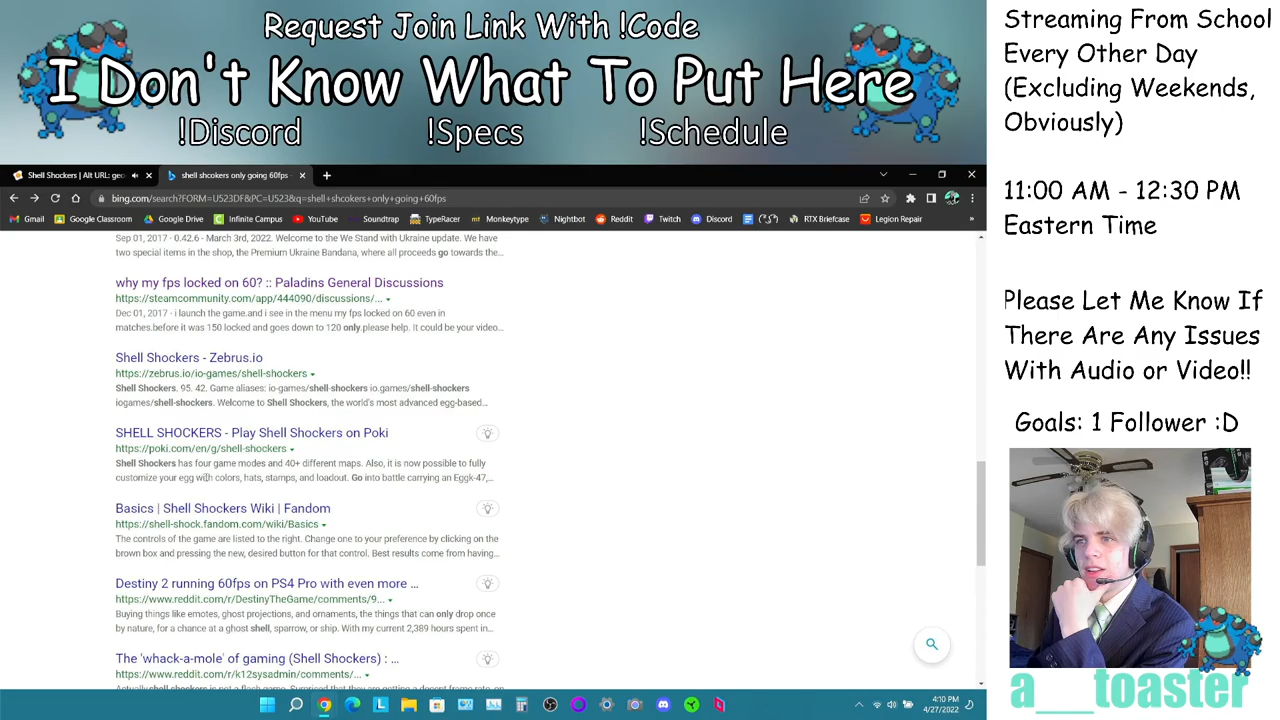 Request Join Link With !Code
I Don't Know What To Put Here
!Discord !Specs !Schedule
Streaming From School
Every Other Day
(Excluding Weekends,
Obviously)
11:00 AM - 12:30 PM
Eastern Time
Please Let Me Know If
There Are Any Issues
With Audio or Video!!
Goals: 1 Follower :D
Shell Shockers | Alt URL: geo
shell shcokers only going 60fps -
bing.com/search?FORM=U523DF&PC=U523&q=shell+shcokers+only+going+60fps
Gmail Google Classroom Google Drive Infinite Campus YouTube Soundtrap TypeRacer Monkeytype Nightbot Reddit Twitch Discord RTX Briefcase Legion Repair
Sep 01, 2017 · 0.42.6 - March 3rd, 2022. Welcome to the We Stand with Ukraine update. We have
two special items in the shop, the Premium Ukraine Bandana, where all proceeds go towards the...
why my fps locked on 60? :: Paladins General Discussions
https://steamcommunity.com/app/444090/discussions/...
Dec 01, 2017 · i launch the game.and i see in the menu my fps locked on 60 even in
matches.before it was 150 locked and goes down to 120 only.please help. It could be your video...
Shell Shockers - Zebrus.io
https://zebrus.io/io-games/shell-shockers
Shell Shockers. 95. 42. Game aliases: io-games/shell-shockers io.games/shell-shockers
iogames/shell-shockers. Welcome to Shell Shockers, the world's most advanced egg-based...
SHELL SHOCKERS - Play Shell Shockers on Poki
https://poki.com/en/g/shell-shockers
Shell Shockers has four game modes and 40+ different maps. Also, it is now possible to fully
customize your egg with colors, hats, stamps, and loadout. Go into battle carrying an Eggk-47,...
Basics | Shell Shockers Wiki | Fandom
https://shell-shock.fandom.com/wiki/Basics
The controls of the game are listed to the right. Change one to your preference by clicking on the
brown box and pressing the new, desired button for that control. Best results come from having...
Destiny 2 running 60fps on PS4 Pro with even more ...
https://www.reddit.com/r/DestinyTheGame/comments/9...
Buying things like emotes, ghost projections, and ornaments, the things that can only drop once
by nature, for a chance at a ghost shell, sparrow, or ship. With my current 2,389 hours spent in...
The 'whack-a-mole' of gaming (Shell Shockers) : ...
https://www.reddit.com/r/k12sysadmin/comments/...
Actually shell shockers is not a flash game. Surprised that they are getting a decent frame rate, on
4:10 PM
4/27/2022
a___toaster